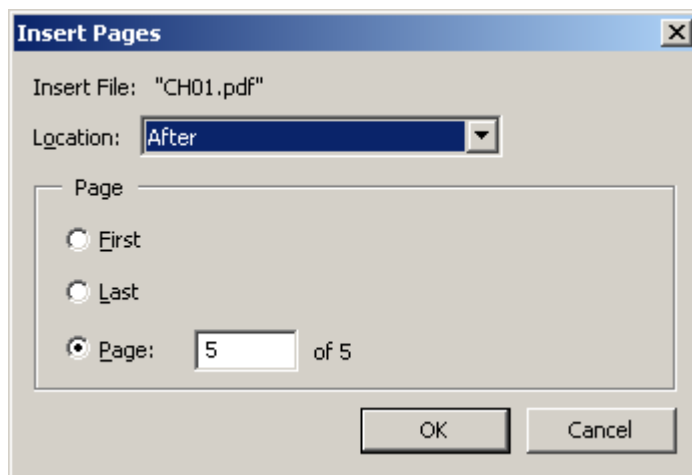 Insert Pages
Insert File: "CH01.pdf"
Location: After
Page
First
Last
Page: 5 of 5
OK Cancel